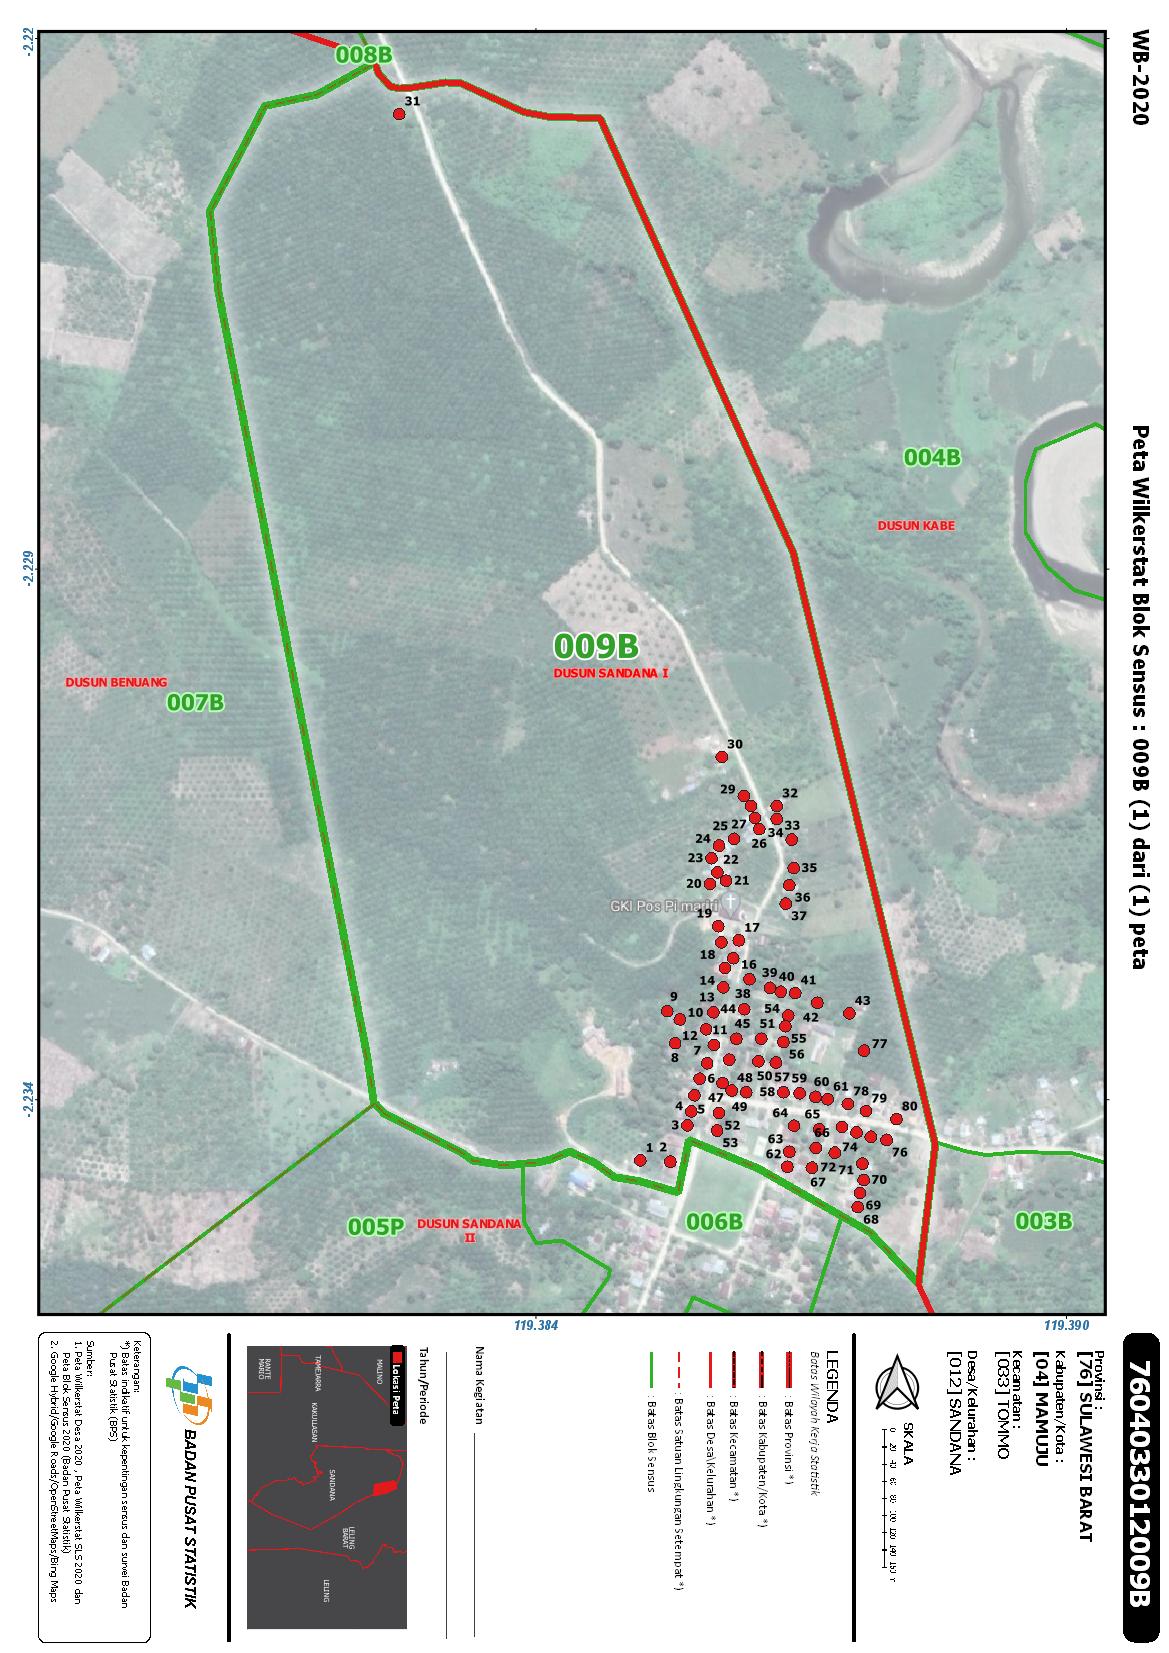 WB-2020
Peta Wilkerstat Blok Sensus : 009B (1) dari (1) peta
7604033012009B
-2.22
-2.229
-2.234
119.384
119.390
008B
31
004B
DUSUN KABE
009B
DUSUN SANDANA I
DUSUN BENUANG
007B
30
29
32
25
27
34
33
24
26
23
22
35
20
21
36
GKI Pos Pi
37
19
17
18
16
39
40
41
14
9
13
38
43
10
44
54
42
12
11
45
51
55
77
8
7
56
6
48
50
57
59
60
61
78
58
79
80
4
5
47
49
3
52
64
65
66
53
63
74
76
1
2
62
72
71
67
70
69
68
005P
DUSUN SANDANA
II
006B
003B
Provinsi :
[76] SULAWESI BARAT
Kabupaten/Kota :
[04] MAMUJU
Kecamatan :
[033] TOMMO
Desa/Kelurahan :
[012] SANDANA
SKALA
0 20 40 60 80 100 120 140 150
LEGENDA
Batas Wilayah Kerja Statistik
: Batas Provinsi *)
: Batas Kabupaten/Kota *)
: Batas Kecamatan *)
: Batas Desa\Kelurahan *)
: Batas Satuan Lingkungan Setempat *)
: Batas Blok Sensus
Nama Kegiatan
Tahun/Periode
Lokasi Peta
MALINO
TAMEJARRA
KAKULASAN
RANTE
MARIO
SANDANA
LELING
BARAT
LELING
BADAN PUSAT STATISTIK
Keterangan:
*) Batas indikatif untuk kepentingan sensus dan survei Badan
Pusat Statistik (BPS)
Sumber:
1. Peta Wilkerstat Desa 2020 , Peta Wilkerstat SLS 2020 dan
Peta Blok Sensus 2020 (Badan Pusat Statistik)
2. Google Hybrid/Google Roads/OpenStreetMaps/Bing Maps